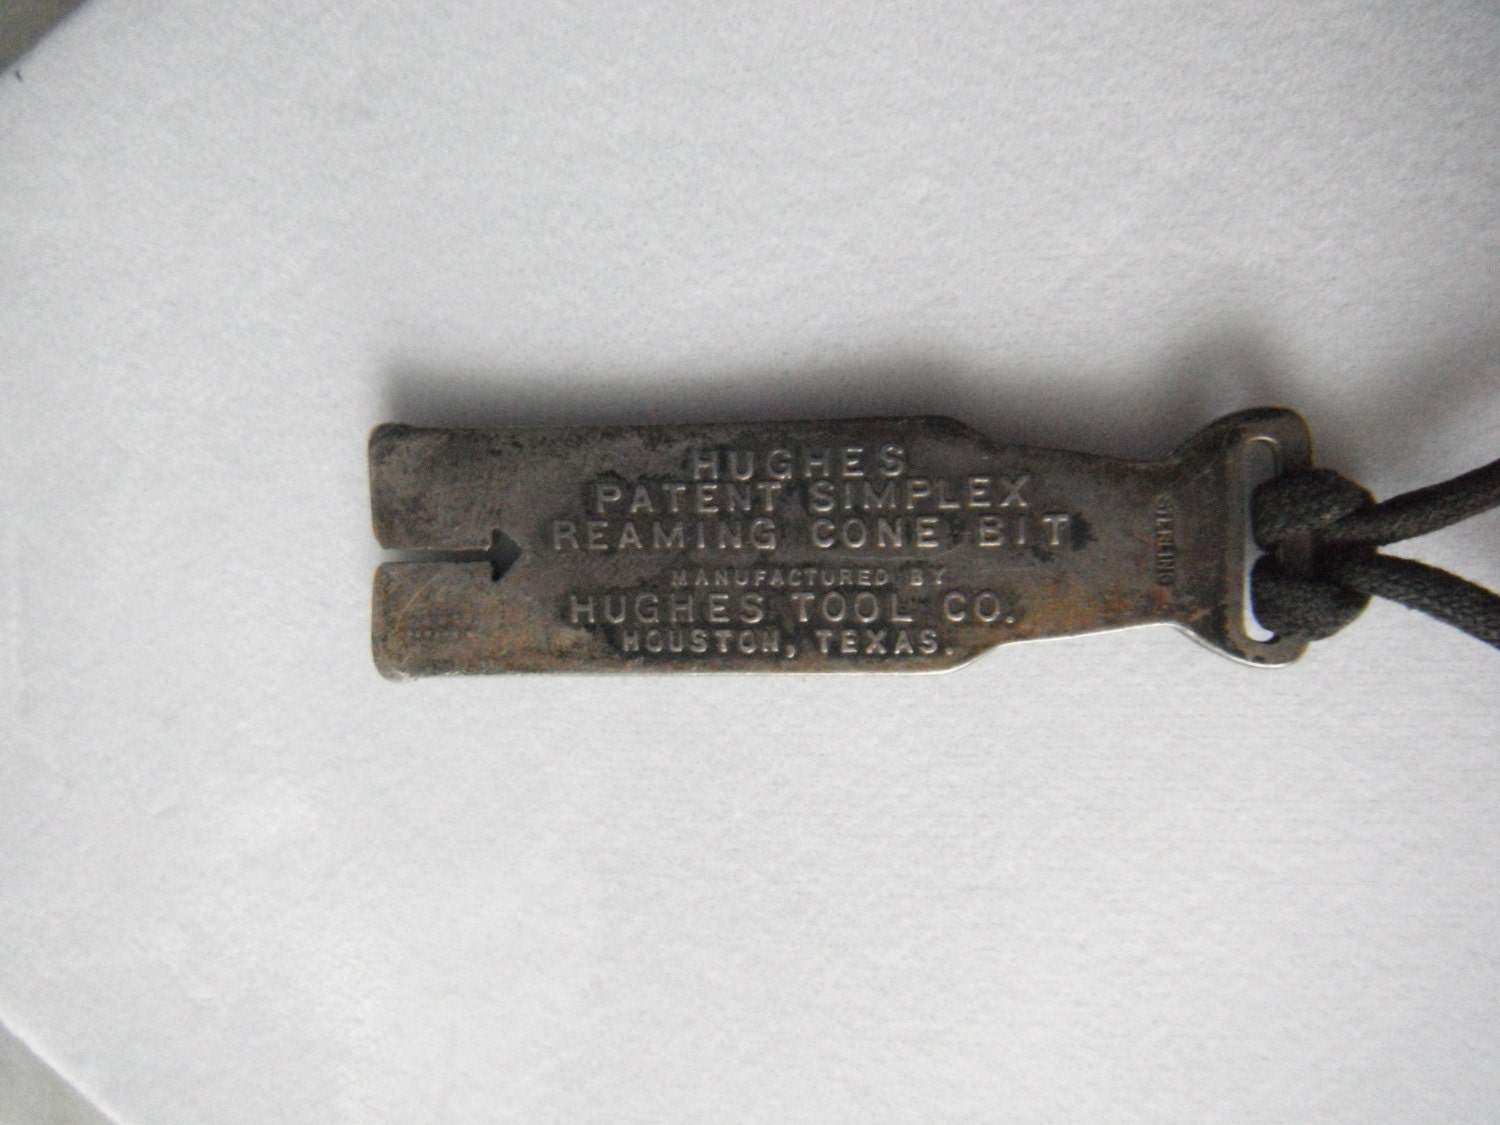 HUGHES
PATENT SIMPLEX
REAMING CONE BIT
MANUFACTURED BY
HUGHES TOOL CO.
HOUSTON, TEXAS.
STERLING